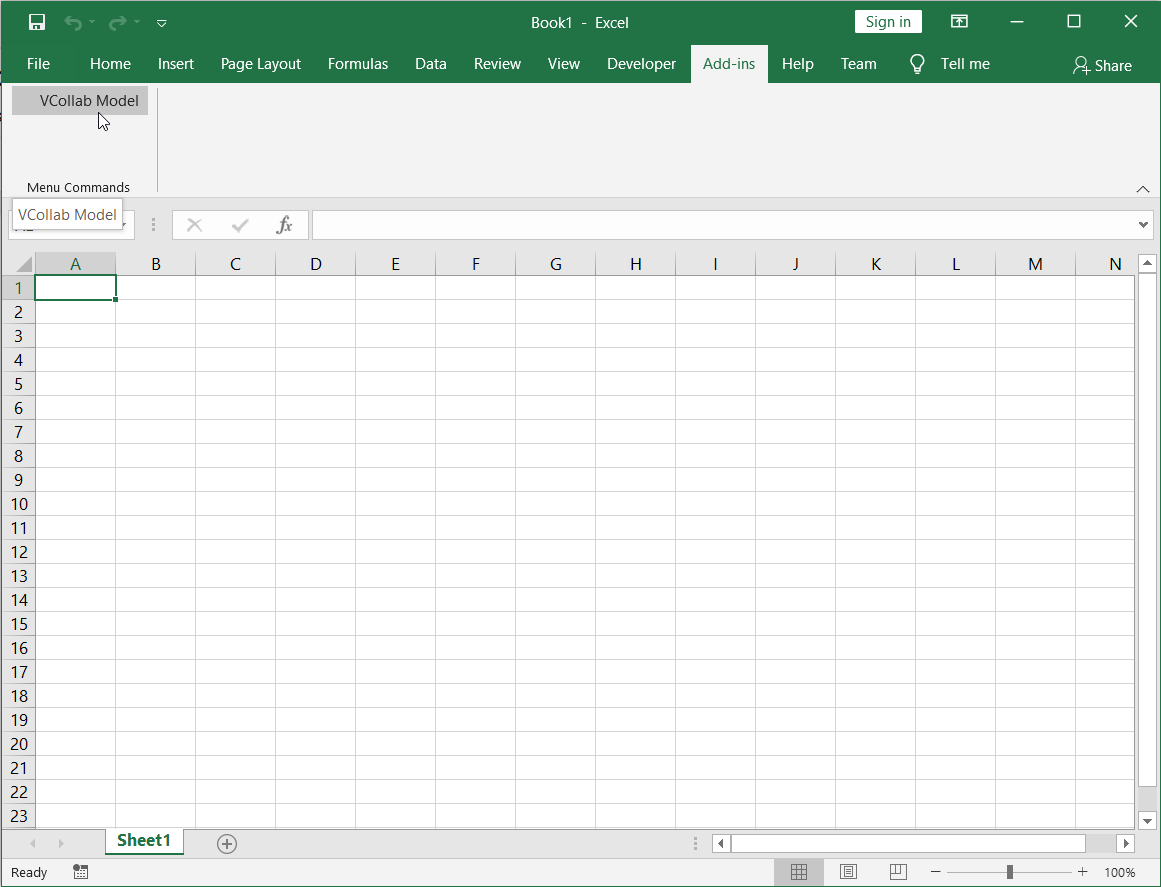 Book1 - Excel
Sign in
File Home Insert Page Layout Formulas Data Review View Developer Add-ins Help Team Tell me Share
VCollab Model
Menu Commands
VCollab Model
fx
A B C D E F G H I J K L M N
1
2
3
4
5
6
7
8
9
10
11
12
13
14
15
16
17
18
19
20
21
22
23
Sheet1
Ready 100%